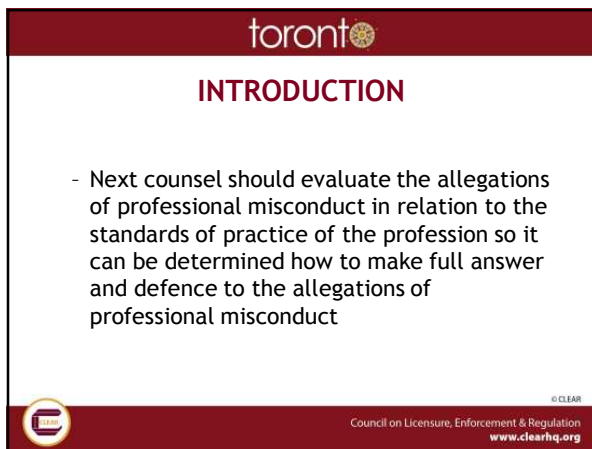 toronto
INTRODUCTION
– Next counsel should evaluate the allegations
of professional misconduct in relation to the
standards of practice of the profession so it
can be determined how to make full answer
and defence to the allegations of
professional misconduct
© CLEAR
CLEAR
Council on Licensure, Enforcement & Regulation
www.clearhq.org